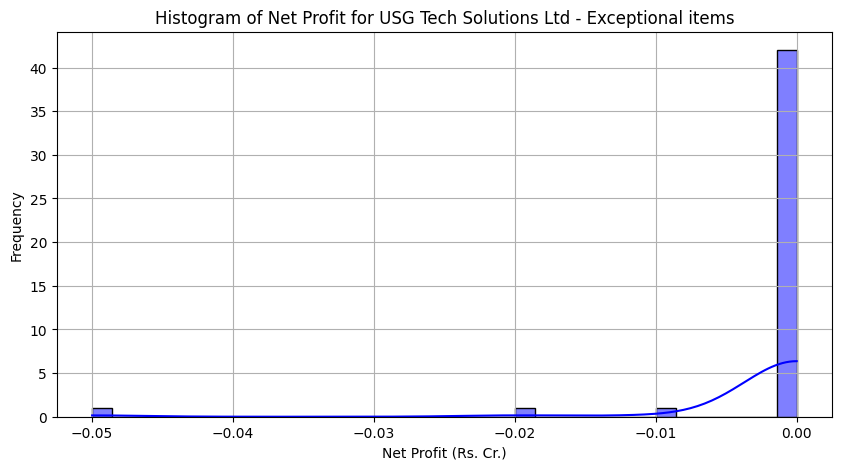 Histogram of Net Profit for USG Tech Solutions Ltd - Exceptional items
Frequency
40
35
30
25
20
15
10
5
0
−0.05 −0.04 −0.03 −0.02 −0.01 0.00
Net Profit (Rs. Cr.)